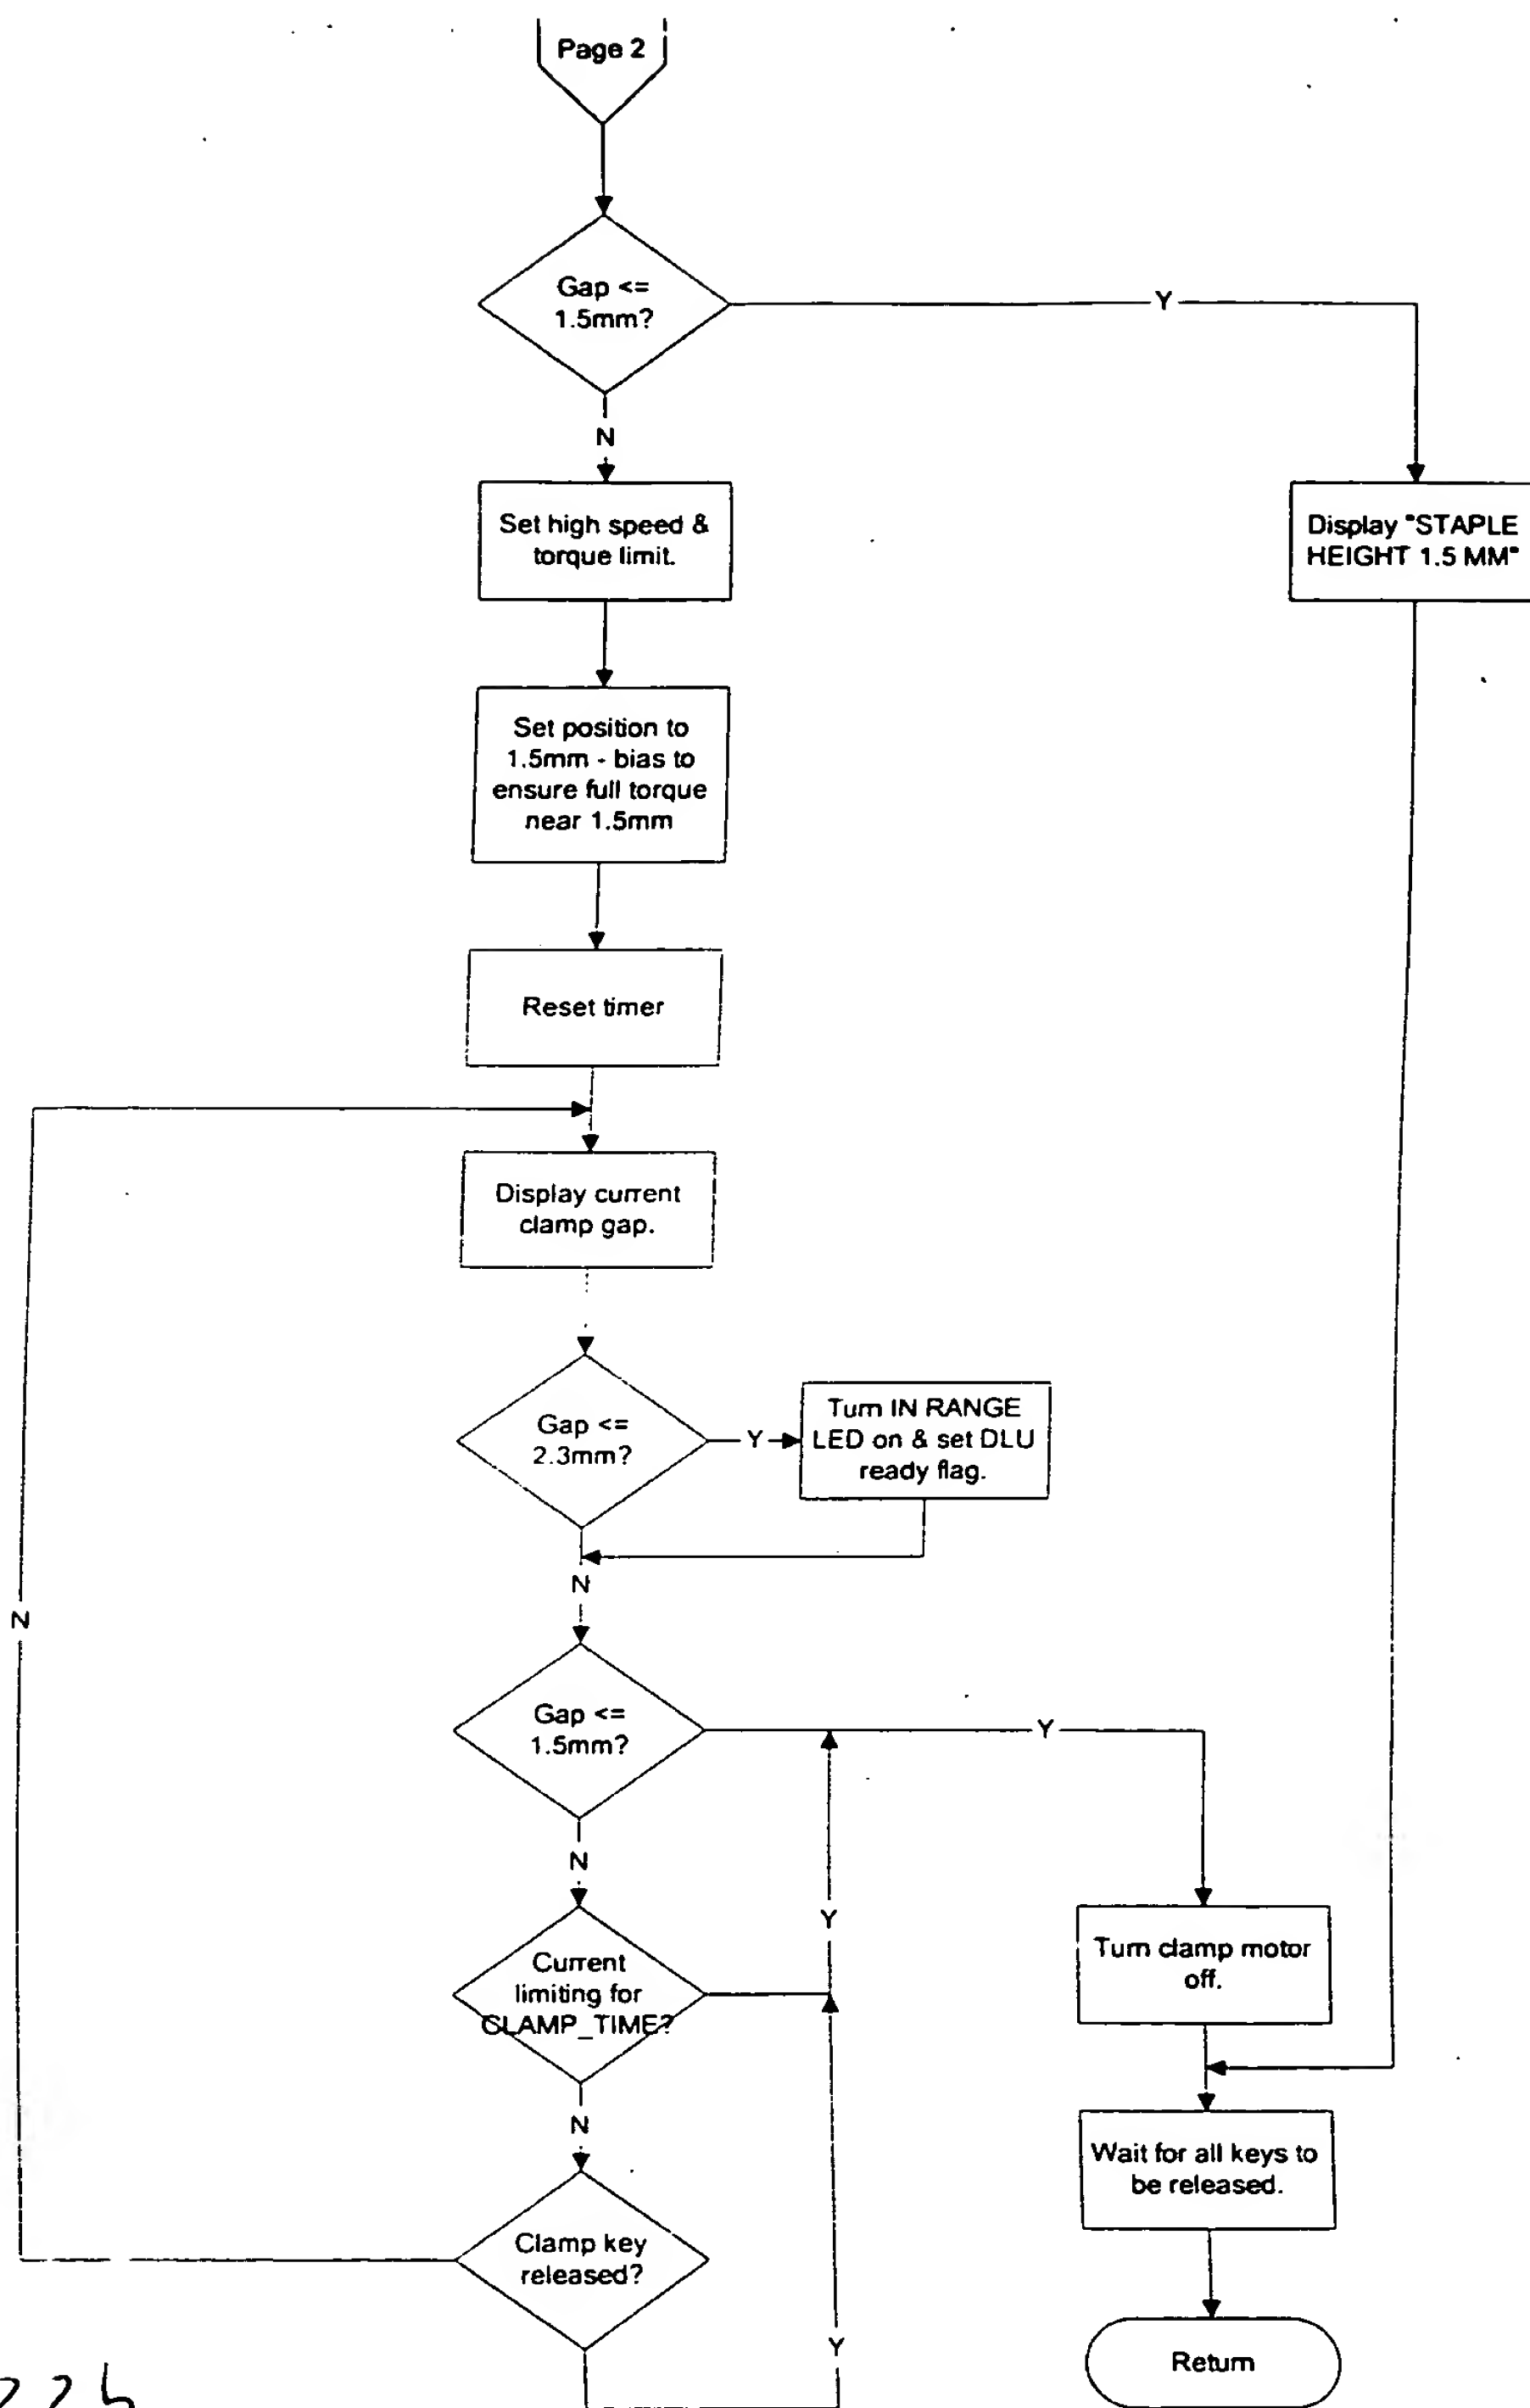 Page 2
Gap <=
1.5mm?
Y
N
Set high speed &
torque limit.
Display "STAPLE
HEIGHT 1.5 MM"
Set position to
1.5mm - bias to
ensure full torque
near 1.5mm
Reset timer
Display current
clamp gap.
Gap <=
2.3mm?
Y
Turn IN RANGE
LED on & set DLU
ready flag.
N
N
Gap <=
1.5mm?
Y
N
Y
Current
limiting for
CLAMP_TIME?
Turn clamp motor
off.
N
Wait for all keys to
be released.
Clamp key
released?
Y
Return